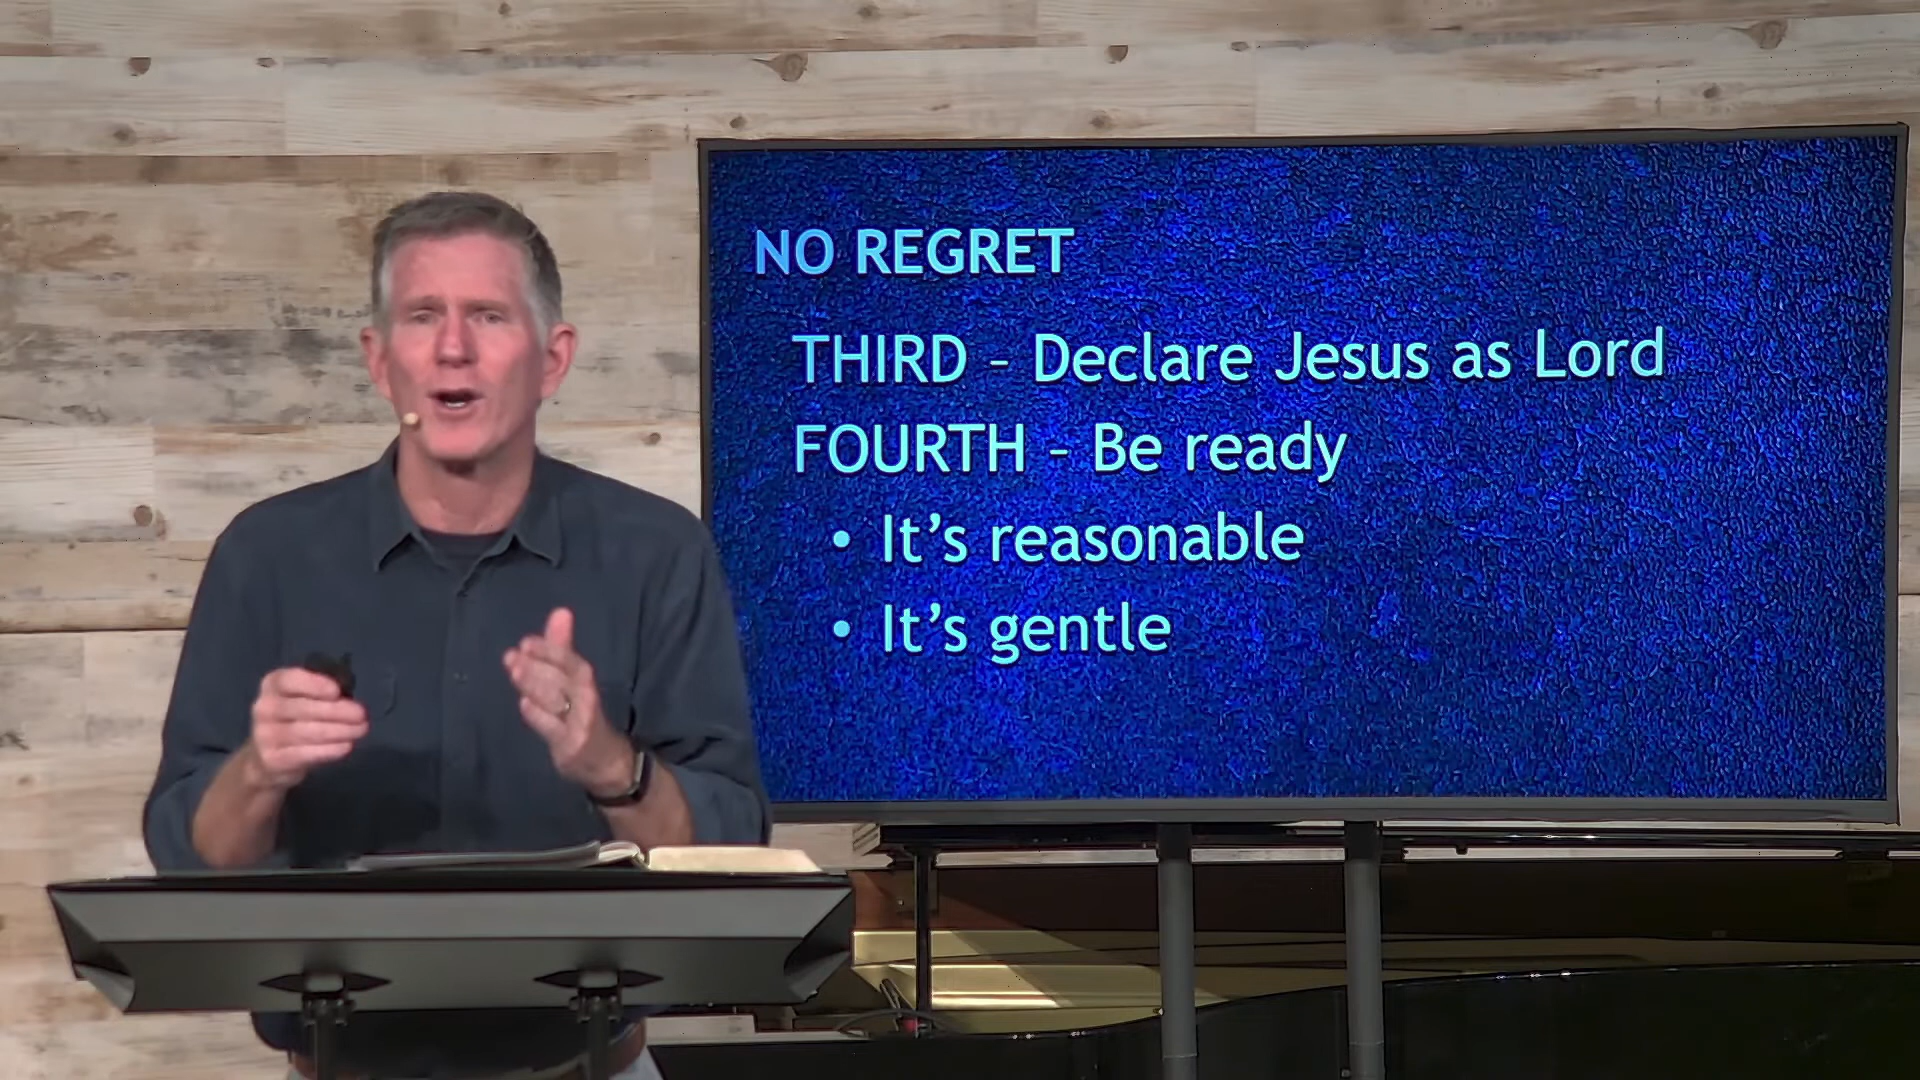 NO REGRET
THIRD – Declare Jesus as Lord
FOURTH – Be ready
• It’s reasonable
• It’s gentle